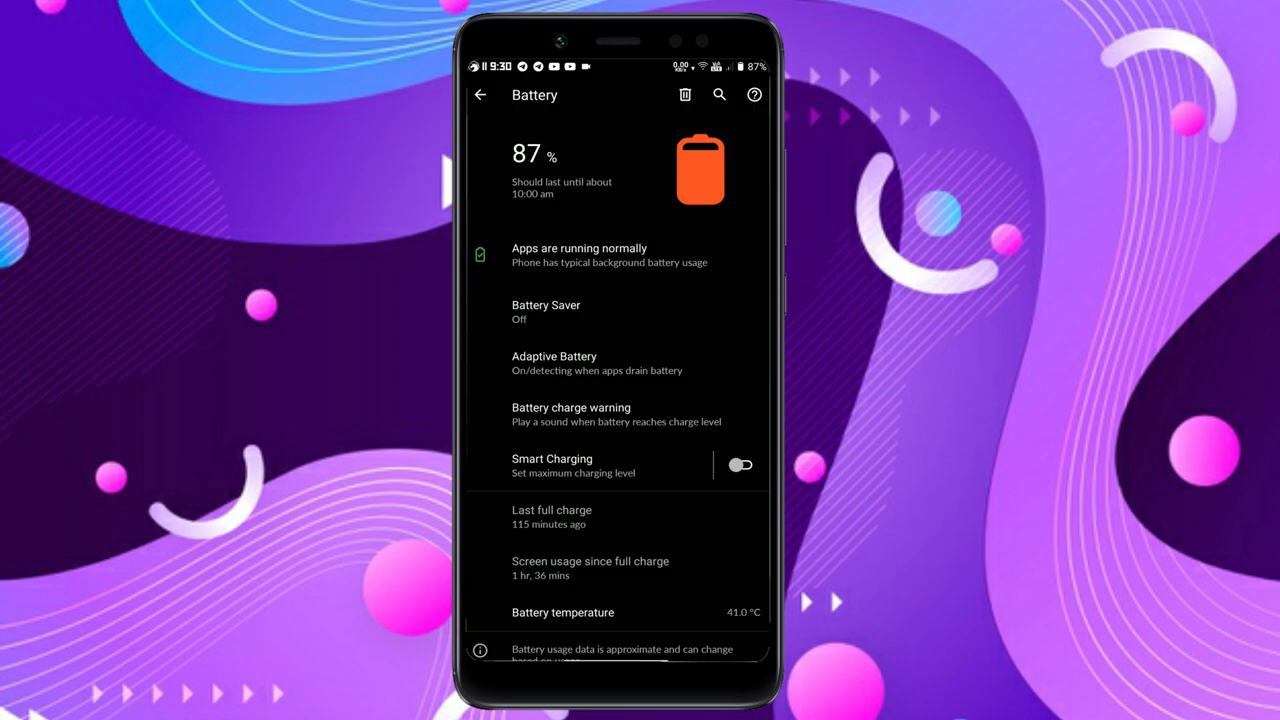 9:30
0.00
KB/s
Vo
LTE
87%
Battery
87 %
Should last until about
10:00 am
Apps are running normally
Phone has typical background battery usage
Battery Saver
Off
Adaptive Battery
On/detecting when apps drain battery
Battery charge warning
Play a sound when battery reaches charge level
Smart Charging
Set maximum charging level
Last full charge
115 minutes ago
Screen usage since full charge
1 hr, 36 mins
Battery temperature
41.0 °C
Battery usage data is approximate and can change
based on usage